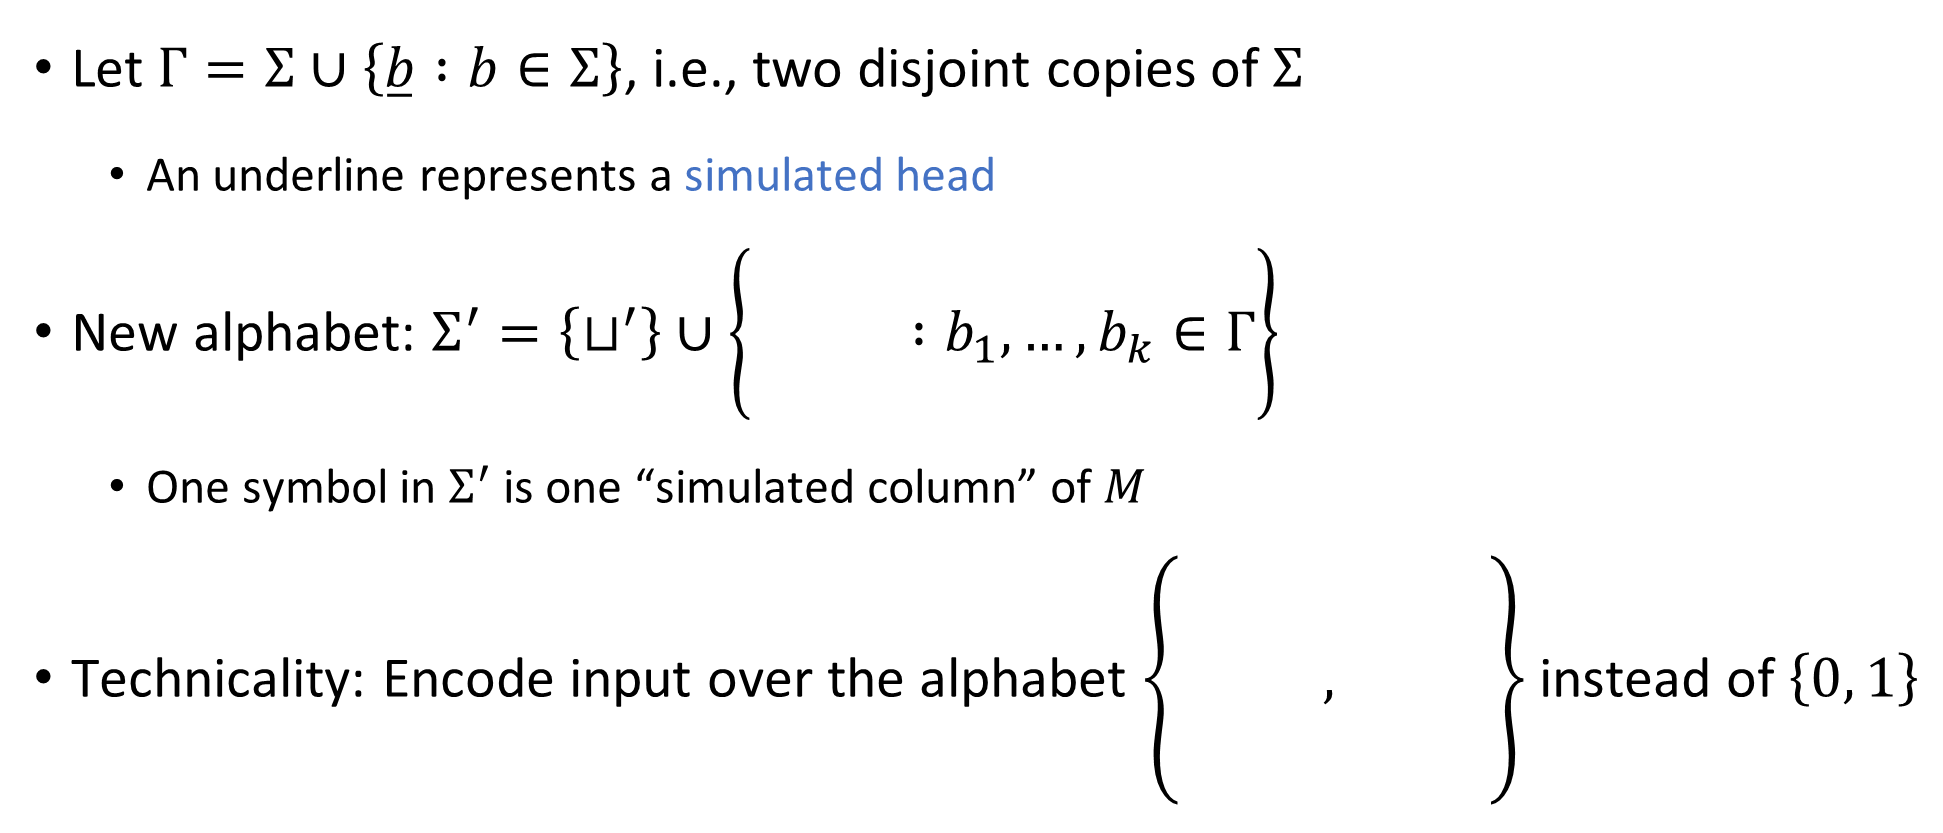 • Let Γ = Σ ∪ {b̲ : b ∈ Σ}, i.e., two disjoint copies of Σ
• An underline represents a simulated head
• New alphabet: Σ′ = {⊔′} ∪ { : b₁, … , bₖ ∈ Γ}
• One symbol in Σ′ is one “simulated column” of M
• Technicality: Encode input over the alphabet { , } instead of {0, 1}